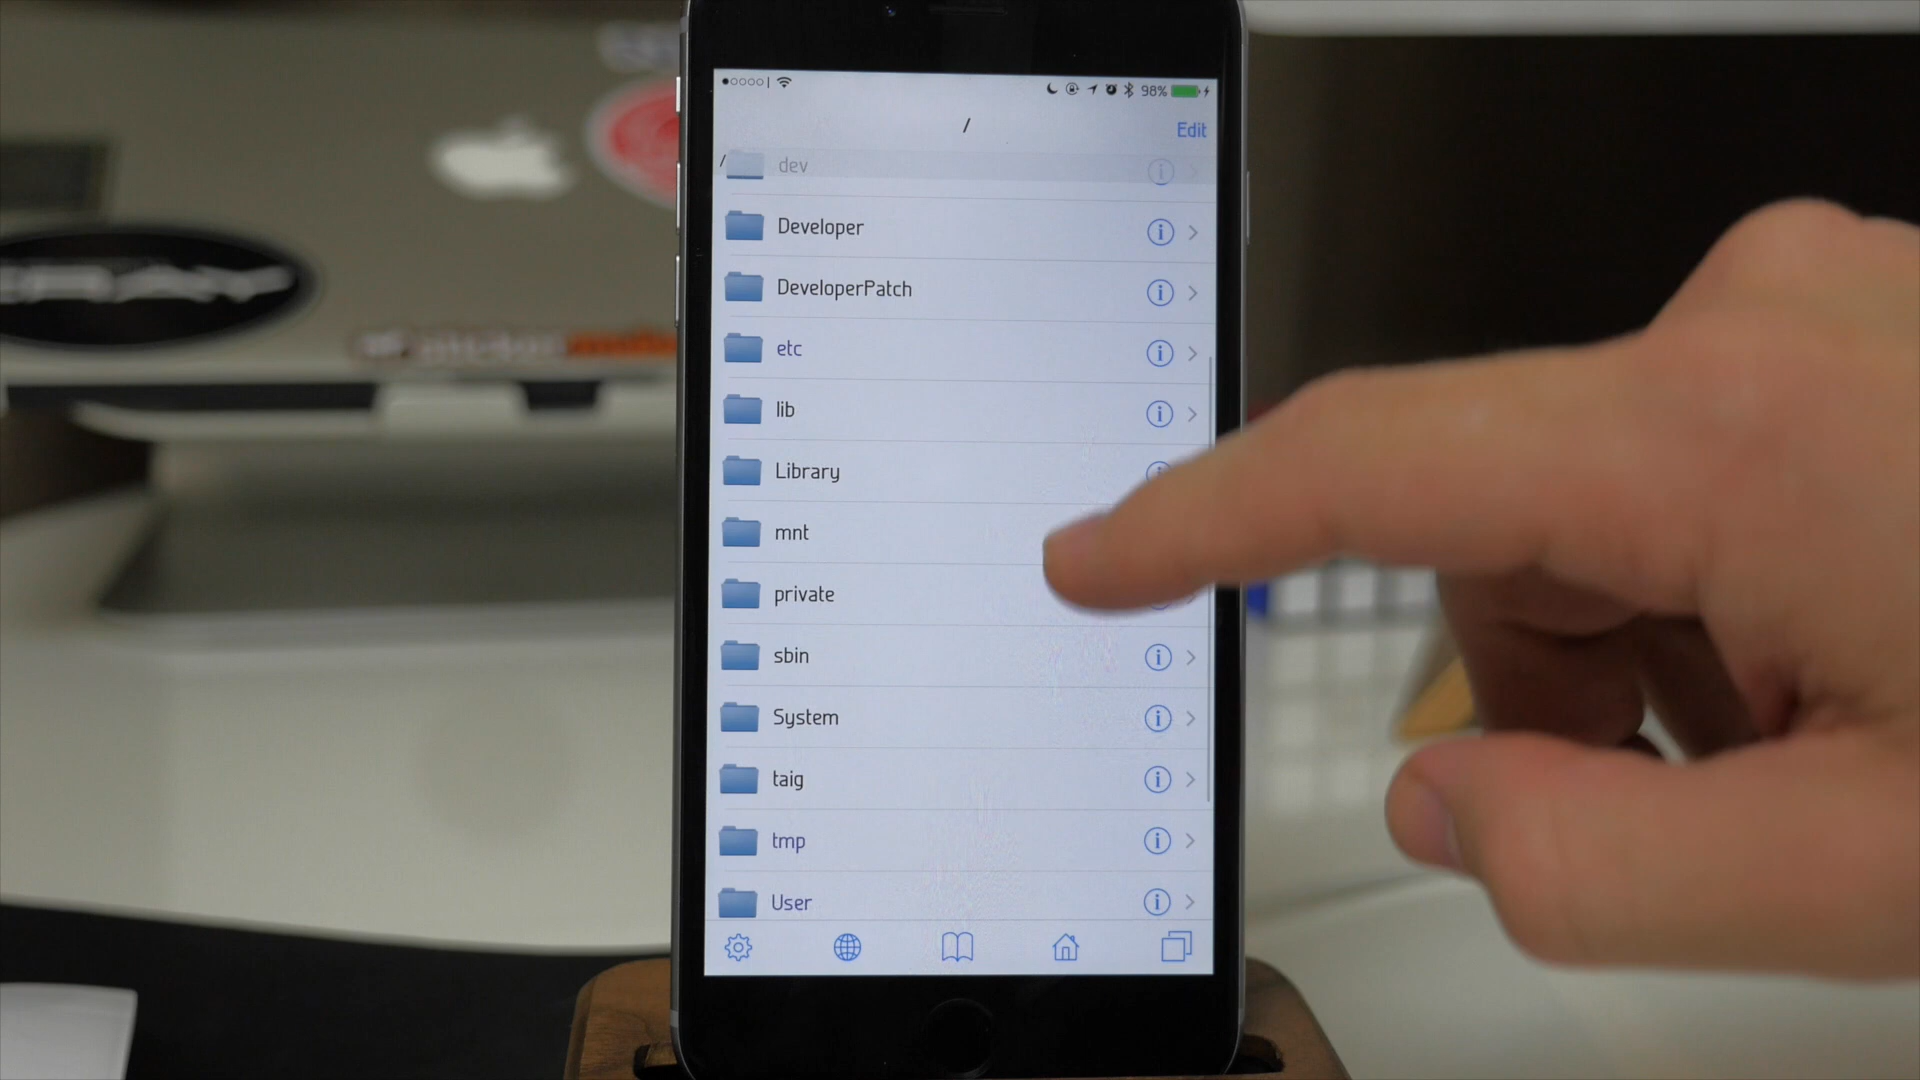 98%
/
Edit
/
dev
Developer
DeveloperPatch
etc
lib
Library
mnt
private
sbin
System
taig
tmp
User